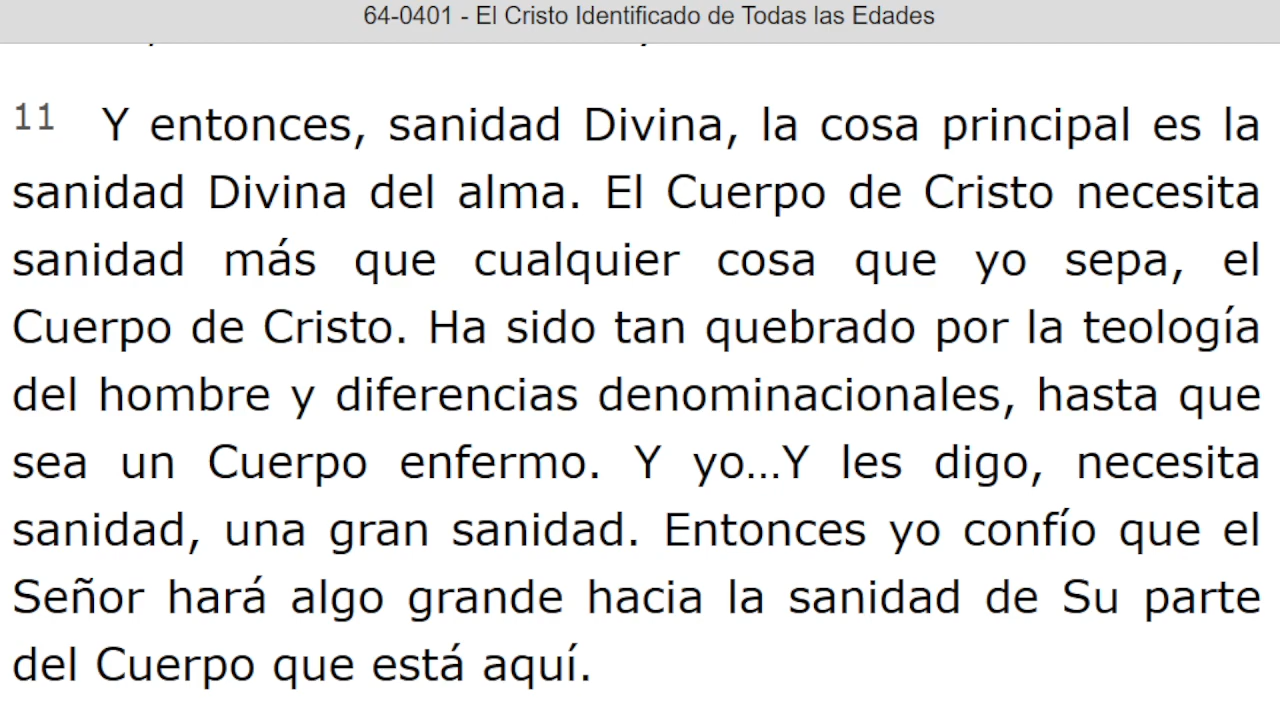 64-0401 - El Cristo Identificado de Todas las Edades
11 Y entonces, sanidad Divina, la cosa principal es la
sanidad Divina del alma. El Cuerpo de Cristo necesita
sanidad más que cualquier cosa que yo sepa, el
Cuerpo de Cristo. Ha sido tan quebrado por la teología
del hombre y diferencias denominacionales, hasta que
sea un Cuerpo enfermo. Y yo...Y les digo, necesita
sanidad, una gran sanidad. Entonces yo confío que el
Señor hará algo grande hacia la sanidad de Su parte
del Cuerpo que está aquí.